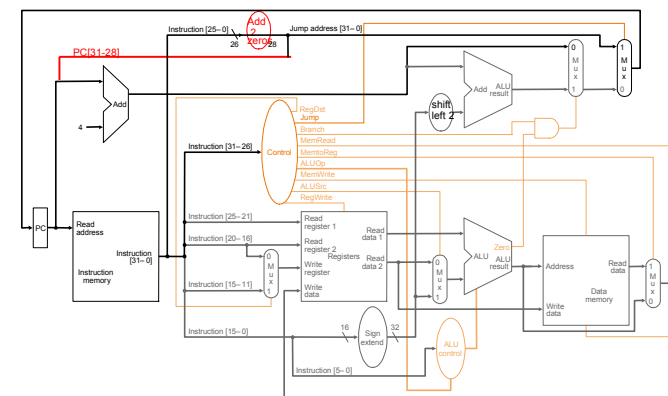 Instruction [25–0]
26
Add
2
zeros
28
Jump address [31–0]
PC[31-28]
Add
4
RegDst
Jump
Branch
MemRead
MemtoReg
ALUOp
MemWrite
ALUSrc
RegWrite
Control
Instruction [31–26]
shift
left 2
Add
ALU
result
0
M
u
x
1
1
M
u
x
0
PC
Read
address
Instruction
[31–0]
Instruction
memory
Instruction [25–21]
Instruction [20–16]
Instruction [15–11]
Instruction [15–0]
Instruction [5–0]
0
M
u
x
1
Read
register 1
Read
register 2
Registers
Write
register
Write
data
Read
data 1
Read
data 2
0
M
u
x
1
Zero
ALU
ALU
result
Address
Read
data
Data
memory
Write
data
1
M
u
x
0
16
Sign
extend
32
ALU
control